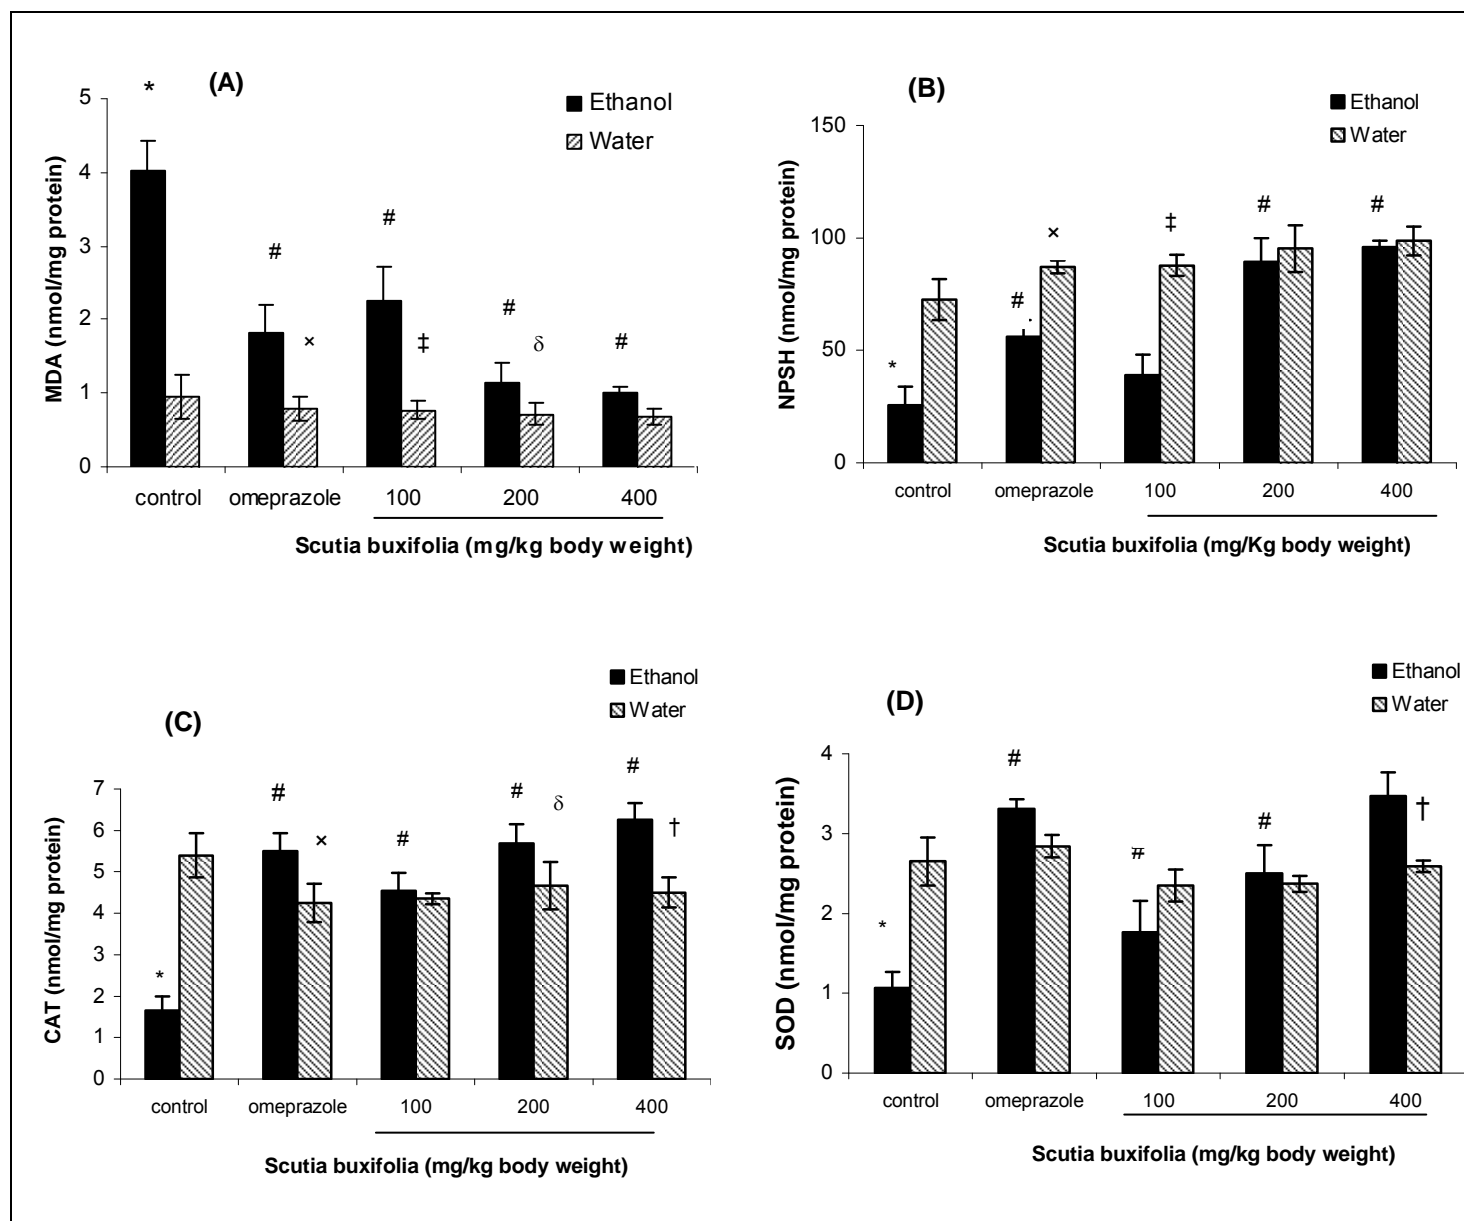 (A)
*
Ethanol
Water
MDA (nmol/mg protein)
5
4
3
2
1
0
#
×
#
‡
#
δ
#
control omeprazole 100 200 400
Scutia buxifolia (mg/kg body weight)
(B)
Ethanol
Water
NPSH (nmol/mg protein)
150
100
50
0
*
#
×
‡
#
#
control omeprazole 100 200 400
Scutia buxifolia (mg/Kg body weight)
(C)
Ethanol
Water
CAT (nmol/mg protein)
7
6
5
4
3
2
1
0
*
#
×
#
#
δ
#
†
control omeprazole 100 200 400
Scutia buxifolia (mg/kg body weight)
(D)
Ethanol
Water
SOD (nmol/mg protein)
4
3
2
1
0
*
#
#
#
†
control omeprazole 100 200 400
Scutia buxifolia (mg/kg body weight)